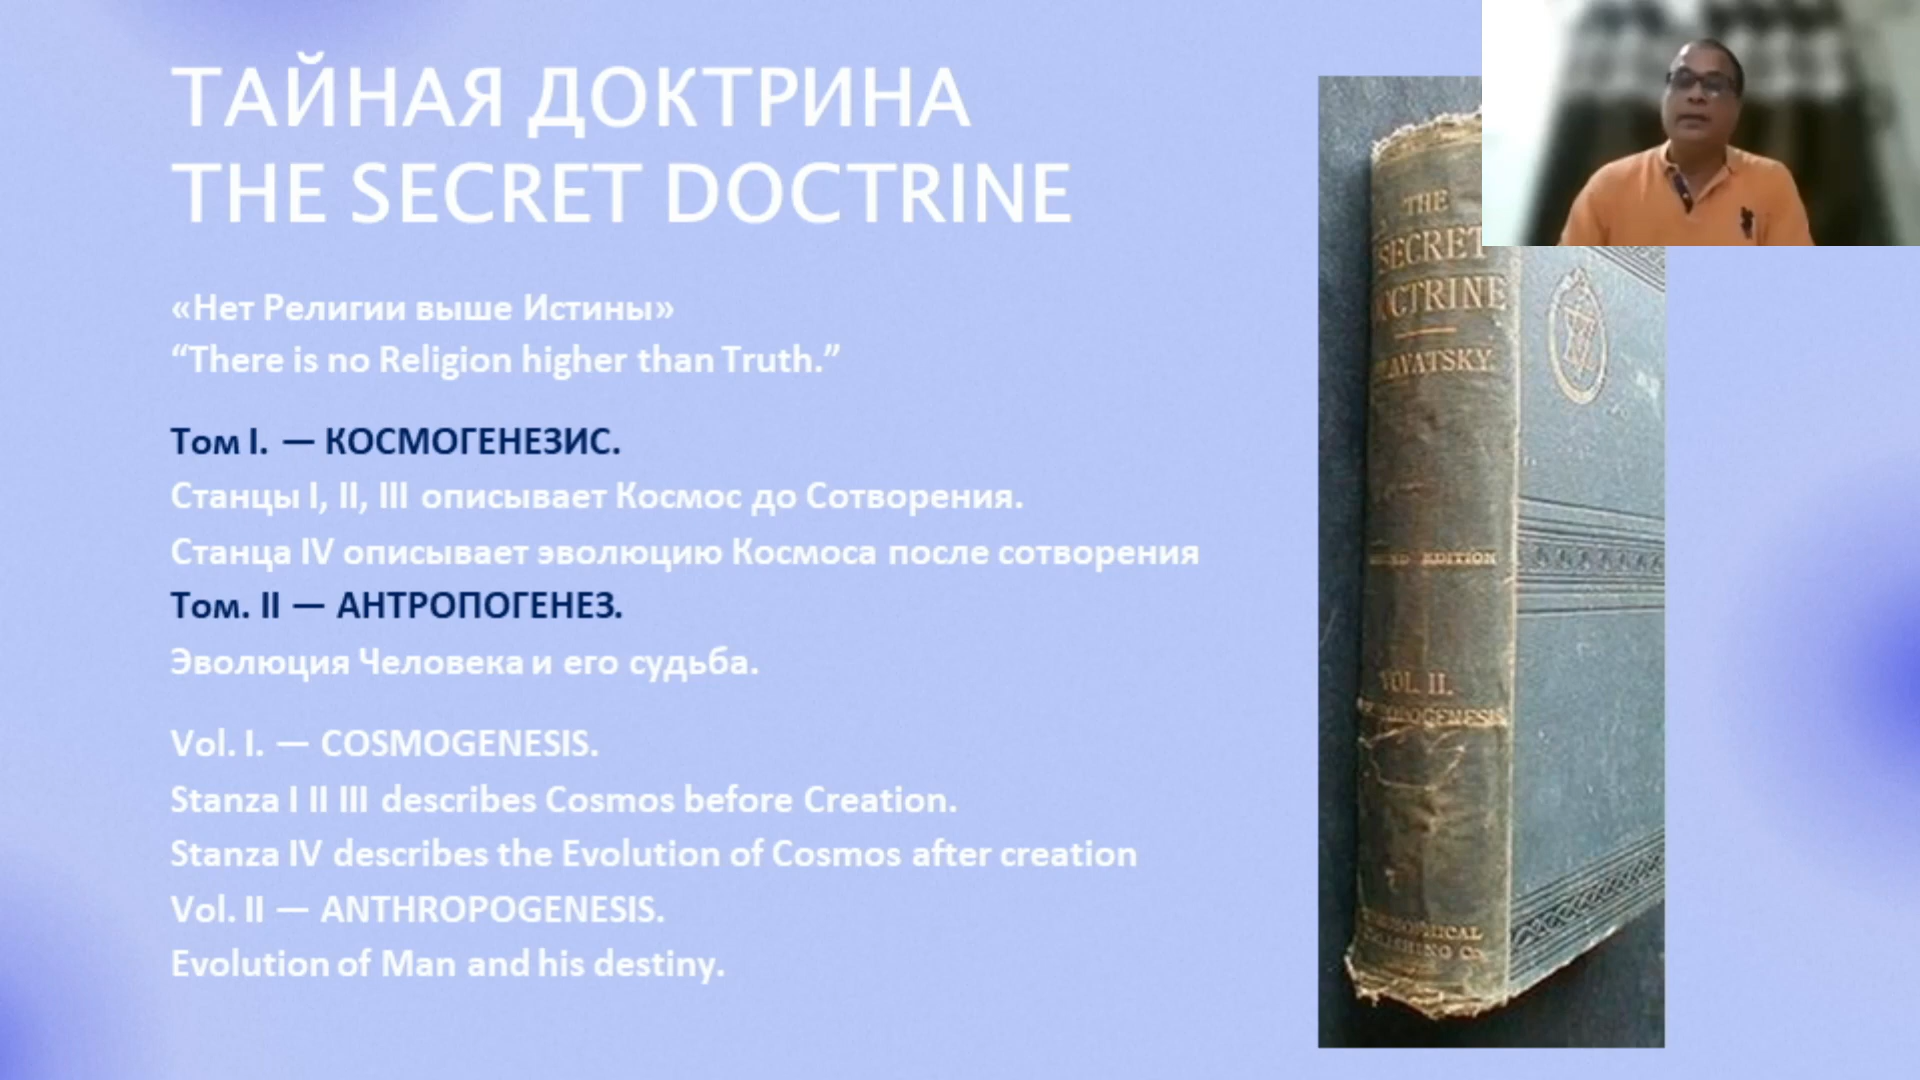 ТАЙНАЯ ДОКТРИНА
THE SECRET DOCTRINE
«Нет Религии выше Истины»
“There is no Religion higher than Truth.”
Том I. — КОСМОГЕНЕЗИС.
Станцы I, II, III описывает Космос до Сотворения.
Станца IV описывает эволюцию Космоса после сотворения
Том. II — АНТРОПОГЕНЕЗ.
Эволюция Человека и его судьба.
Vol. I. — COSMOGENESIS.
Stanza I II III describes Cosmos before Creation.
Stanza IV describes the Evolution of Cosmos after creation
Vol. II — ANTHROPOGENESIS.
Evolution of Man and his destiny.
THE
SECRET
EDITION
VOL. II.